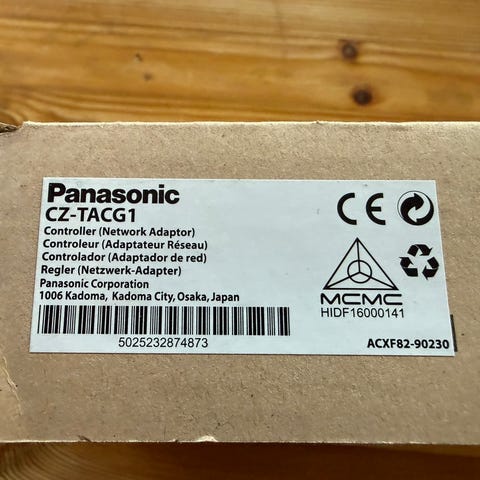 Panasonic
CZ-TACG1
Controller (Network Adaptor)
Controleur (Adaptateur Réseau)
Controlador (Adaptador de red)
Regler (Netzwerk-Adapter)
Panasonic Corporation
1006 Kadoma, Kadoma City, Osaka, Japan
5025232874873
CE
MCMC
HIDF16000141
ACXF82-90230